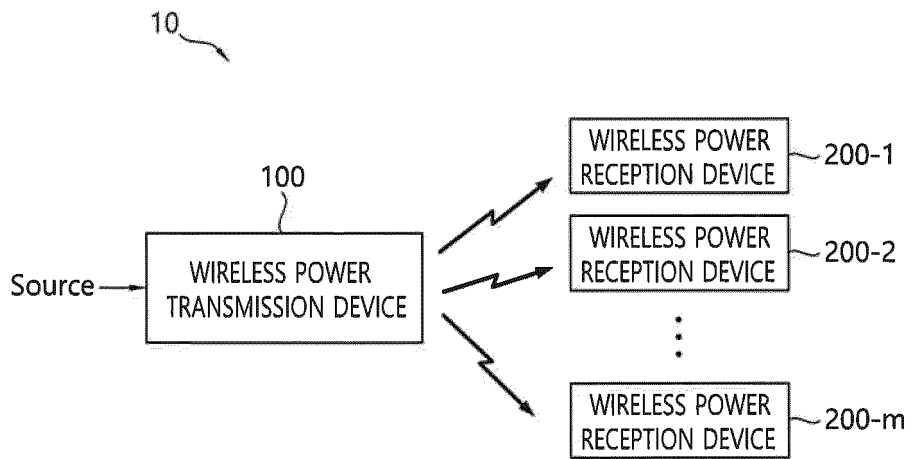 10
100
Source
WIRELESS POWER
TRANSMISSION DEVICE
WIRELESS POWER
RECEPTION DEVICE
200-1
WIRELESS POWER
RECEPTION DEVICE
200-2
WIRELESS POWER
RECEPTION DEVICE
200-m